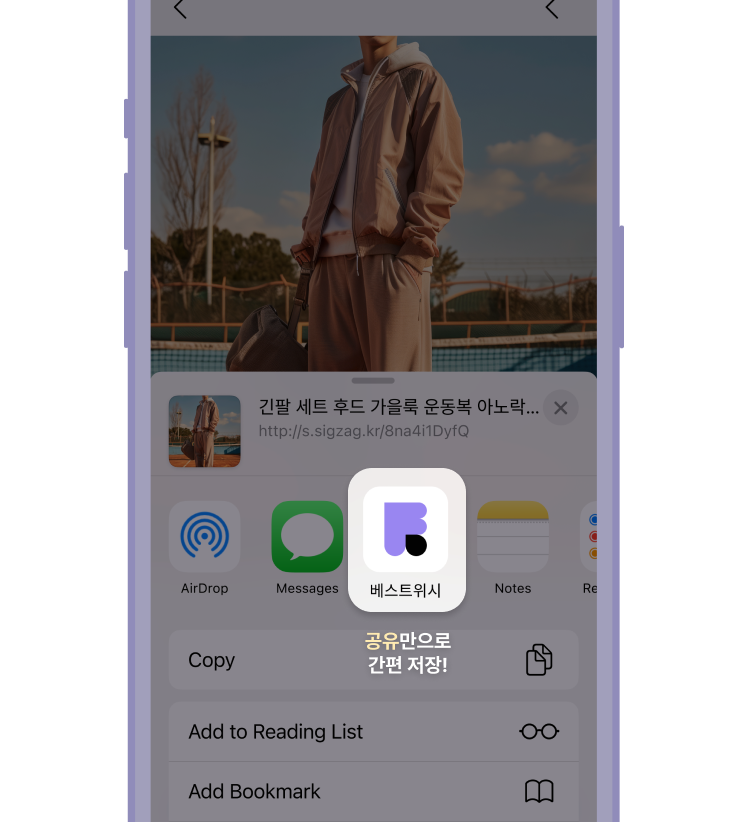 긴팔 세트 후드 가을룩 운동복 아노락...
http://s.sigzag.kr/8na4i1DyfQ
AirDrop
Messages
베스트위시
Notes
Re
공유만으로
간편 저장!
Copy
Add to Reading List
Add Bookmark